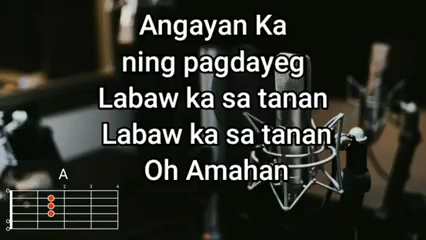 Angayan Ka
ning pagdayeg
Labaw ka sa tanan
Labaw ka sa tanan
Oh Amahan
A